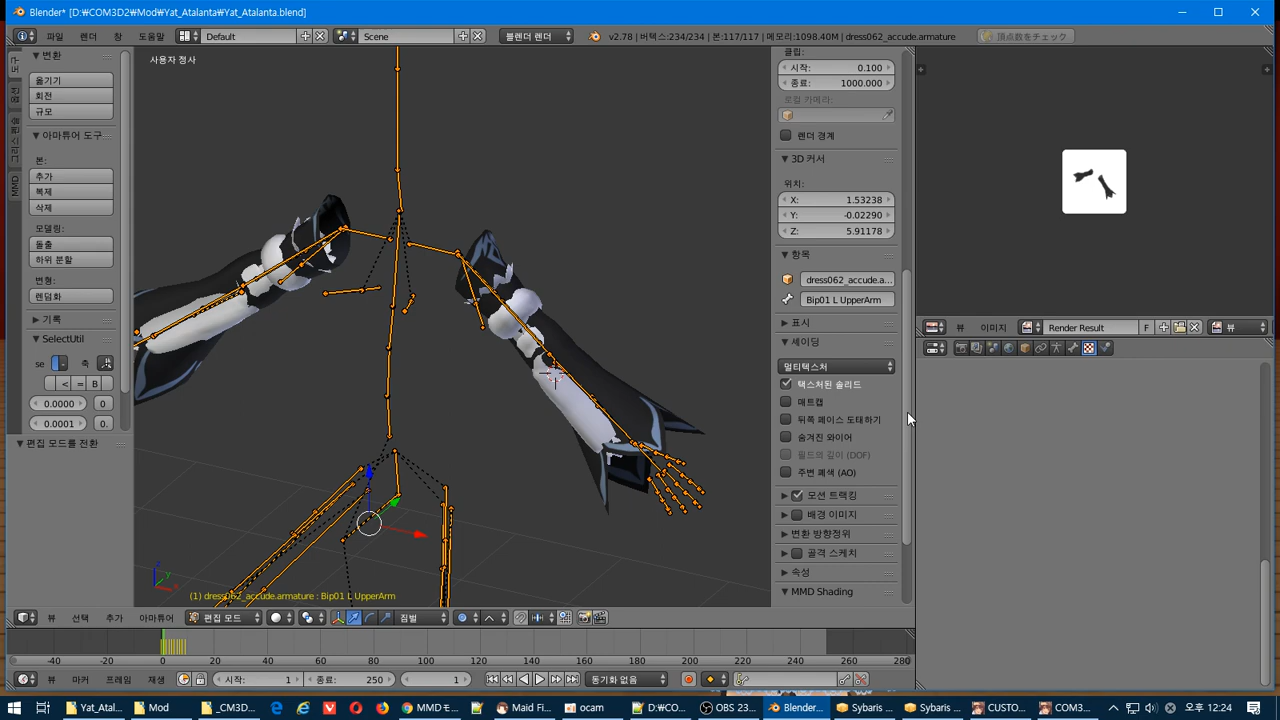 Blender* [D:₩COM3D2₩Mod₩Yat_Atalanta₩Yat_Atalanta.blend]
파일
렌더
창
도움말
Default
Scene
블렌더 렌더
v2.78 | 버텍스:234/234 | 본:117/117 | 메모리:1098.40M | dress062_accude.armature
頂点数をチェック
사용자 정사
변환
옮기기
회전
규모
아마튜어 도구
본:
추가
복제
삭제
모델링:
돌출
하위 분할
변형:
렌덤화
기록
SelectUtil
se
축
<
=
B
0.0000
0
0.0001
0.
편집 모드를 전환
MMD
클립:
시작: 0.100
종료: 1000.000
로컬 카메라:
렌더 경계
3D 커서
위치:
X: 1.53238
Y: -0.02290
Z: 5.91178
항목
dress062_accude.a...
Bip01 L UpperArm
표시
셰이딩
멀티텍스처
텍스처된 솔리드
매트캡
뒤쪽 페이스 도태하기
숨겨진 와이어
필드의 깊이 (DOF)
주변 폐색 (AO)
모션 트랙킹
배경 이미지
변환 방향정위
골격 스케치
속성
MMD Shading
z
y
x
(1) dress062_accude.armature : Bip01 L UpperArm
뷰
선택
추가
아마튜어
편집 모드
짐벌
뷰
이미지
Render Result
F
뷰
-40 -20 0 20 40 60 80 100 120 140 160 180 200 220 240 260 280
뷰
마커
프레임
재생
시작: 1
종료: 250
1
동기화 없음
Yat_Atal...
Mod
_CM3D...
MMDモ...
Maid Fi...
ocam
D:₩CO...
OBS 23...
Blender...
Sybaris ...
Sybaris ...
CUSTO...
COM3...
오후 12:24